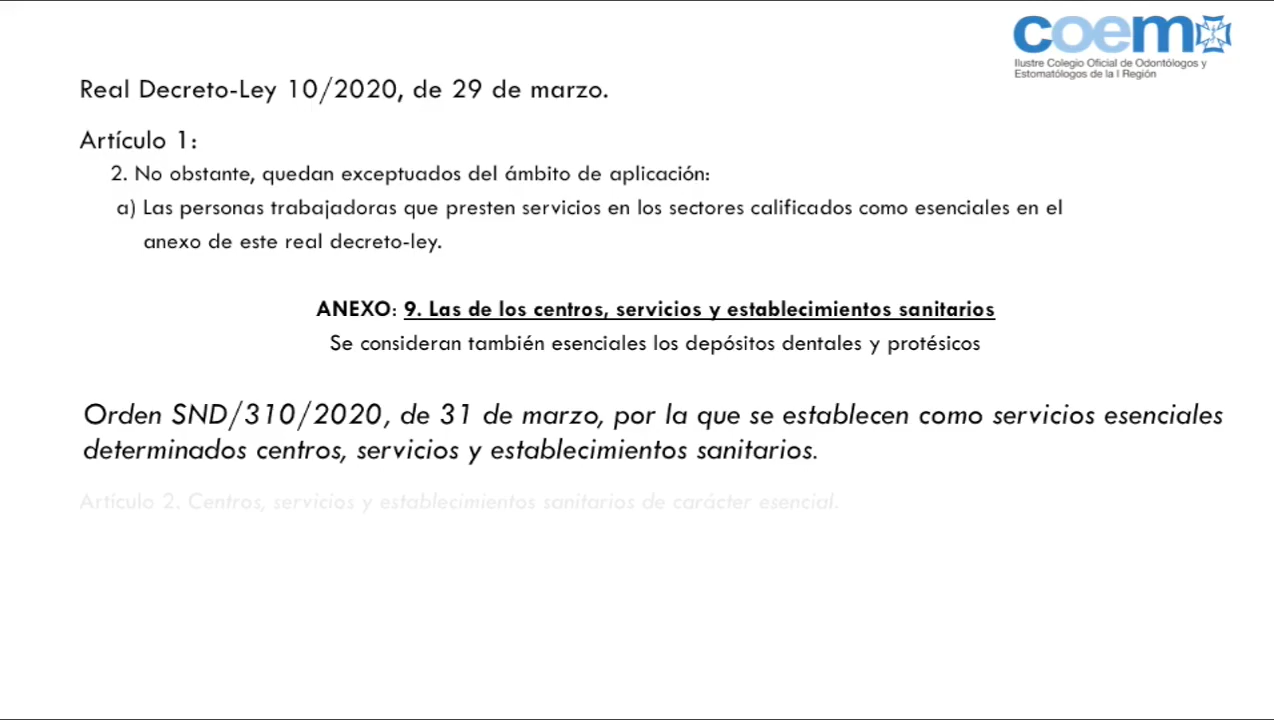 coem
Ilustre Colegio Oficial de Odontólogos y
Estomatólogos de la I Región
Real Decreto-Ley 10/2020, de 29 de marzo.
Artículo 1:
2. No obstante, quedan exceptuados del ámbito de aplicación:
a) Las personas trabajadoras que presten servicios en los sectores calificados como esenciales en el
anexo de este real decreto-ley.
ANEXO: 9. Las de los centros, servicios y establecimientos sanitarios
Se consideran también esenciales los depósitos dentales y protésicos
Orden SND/310/2020, de 31 de marzo, por la que se establecen como servicios esenciales
determinados centros, servicios y establecimientos sanitarios.
Artículo 2. Centros, servicios y establecimientos sanitarios de carácter esencial.